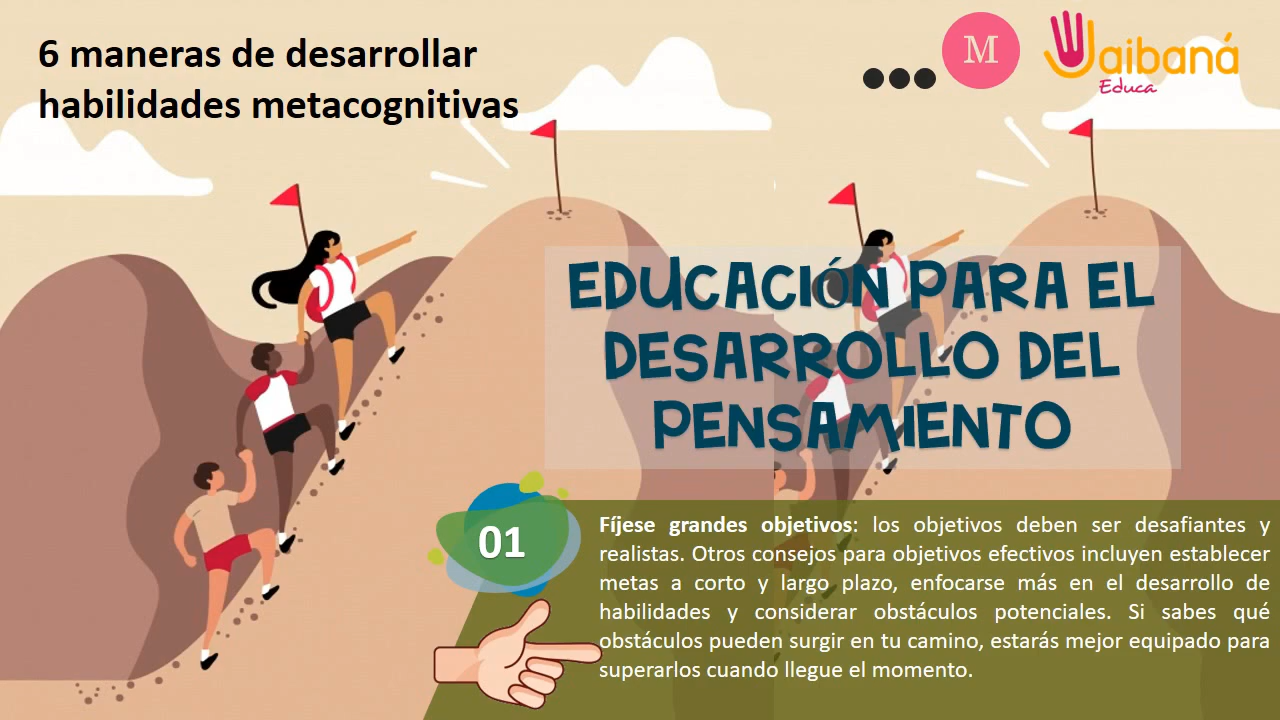 6 maneras de desarrollar
habilidades metacognitivas
M
Jaibaná
Educa
EDUCACIÓN PARA EL
DESARROLLO DEL
PENSAMIENTO
01
Fíjese grandes objetivos: los objetivos deben ser desafiantes y
realistas. Otros consejos para objetivos efectivos incluyen establecer
metas a corto y largo plazo, enfocarse más en el desarrollo de
habilidades y considerar obstáculos potenciales. Si sabes qué
obstáculos pueden surgir en tu camino, estarás mejor equipado para
superarlos cuando llegue el momento.